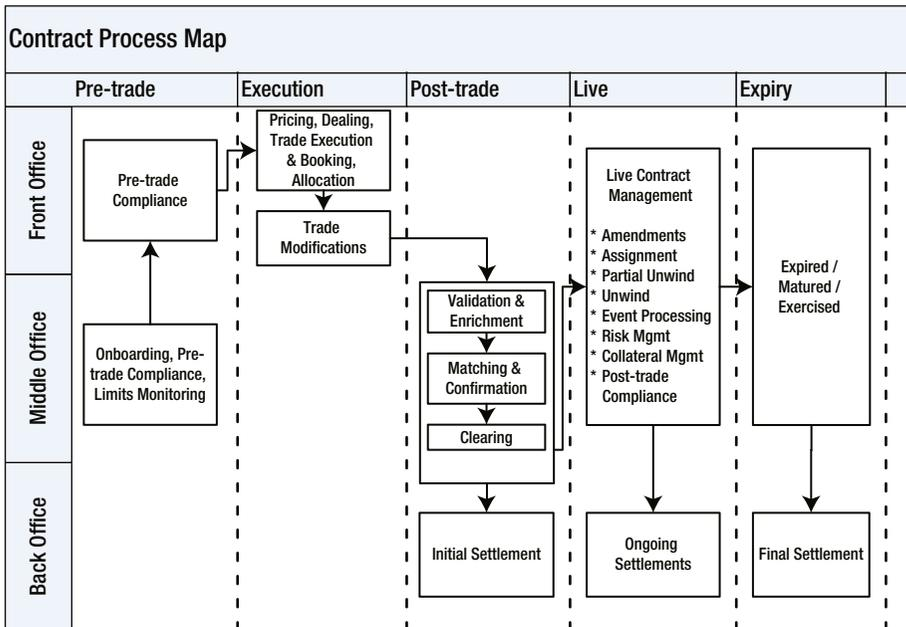 Contract Process Map
Pre-trade
Execution
Post-trade
Live
Expiry
Front Office
Middle Office
Back Office
Pre-trade
Compliance
Onboarding, Pre-
trade Compliance,
Limits Monitoring
Pricing, Dealing,
Trade Execution
& Booking,
Allocation
Trade
Modifications
Validation &
Enrichment
Matching &
Confirmation
Clearing
Initial Settlement
Live Contract
Management
* Amendments
* Assignment
* Partial Unwind
* Unwind
* Event Processing
* Risk Mgmt
* Collateral Mgmt
* Post-trade
Compliance
Ongoing
Settlements
Expired /
Matured /
Exercised
Final Settlement